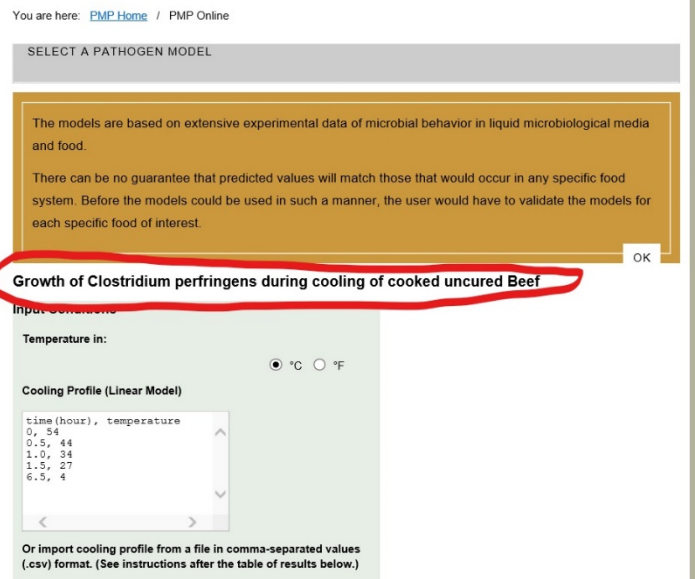 You are here: PMP Home / PMP Online
SELECT A PATHOGEN MODEL
The models are based on extensive experimental data of microbial behavior in liquid microbiological media
and food.
There can be no guarantee that predicted values will match those that would occur in any specific food
system. Before the models could be used in such a manner, the user would have to validate the models for
each specific food of interest.
OK
Growth of Clostridium perfringens during cooling of cooked uncured Beef
Input Conditions
Temperature in:
°C °F
Cooling Profile (Linear Model)
time(hour), temperature
0, 54
0.5, 44
1.0, 34
1.5, 27
6.5, 4
Or import cooling profile from a file in comma-separated values
(.csv) format. (See instructions after the table of results below.)